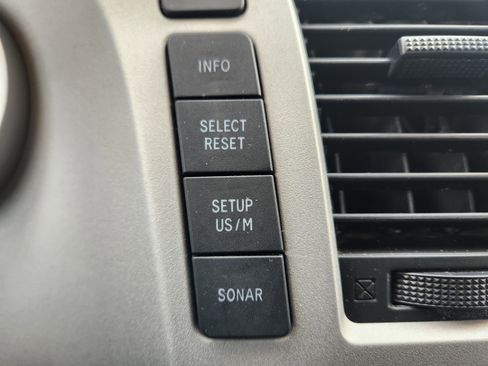 INFO
SELECT
RESET
SETUP
US/M
SONAR